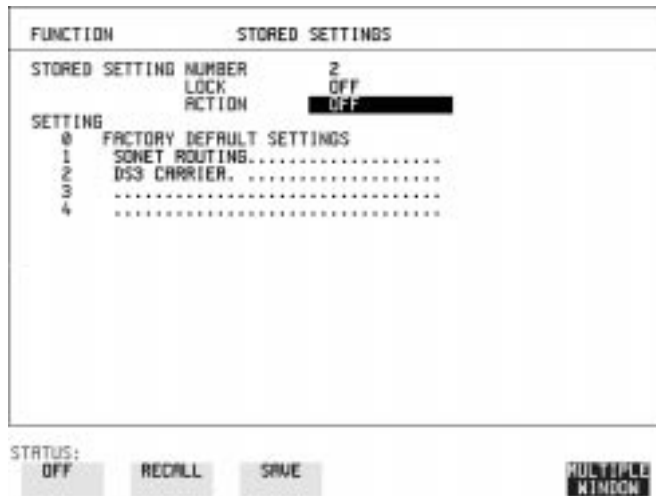 FUNCTION STORED SETTINGS
STORED SETTING NUMBER 2
LOCK OFF
ACTION OFF
SETTING
0 FACTORY DEFAULT SETTINGS
1 SONET ROUTING..................
2 DS3 CARRIER. ..................
3 ..............................
4 ..............................
STATUS:
OFF RECALL SAVE MULTIPLE WINDOW